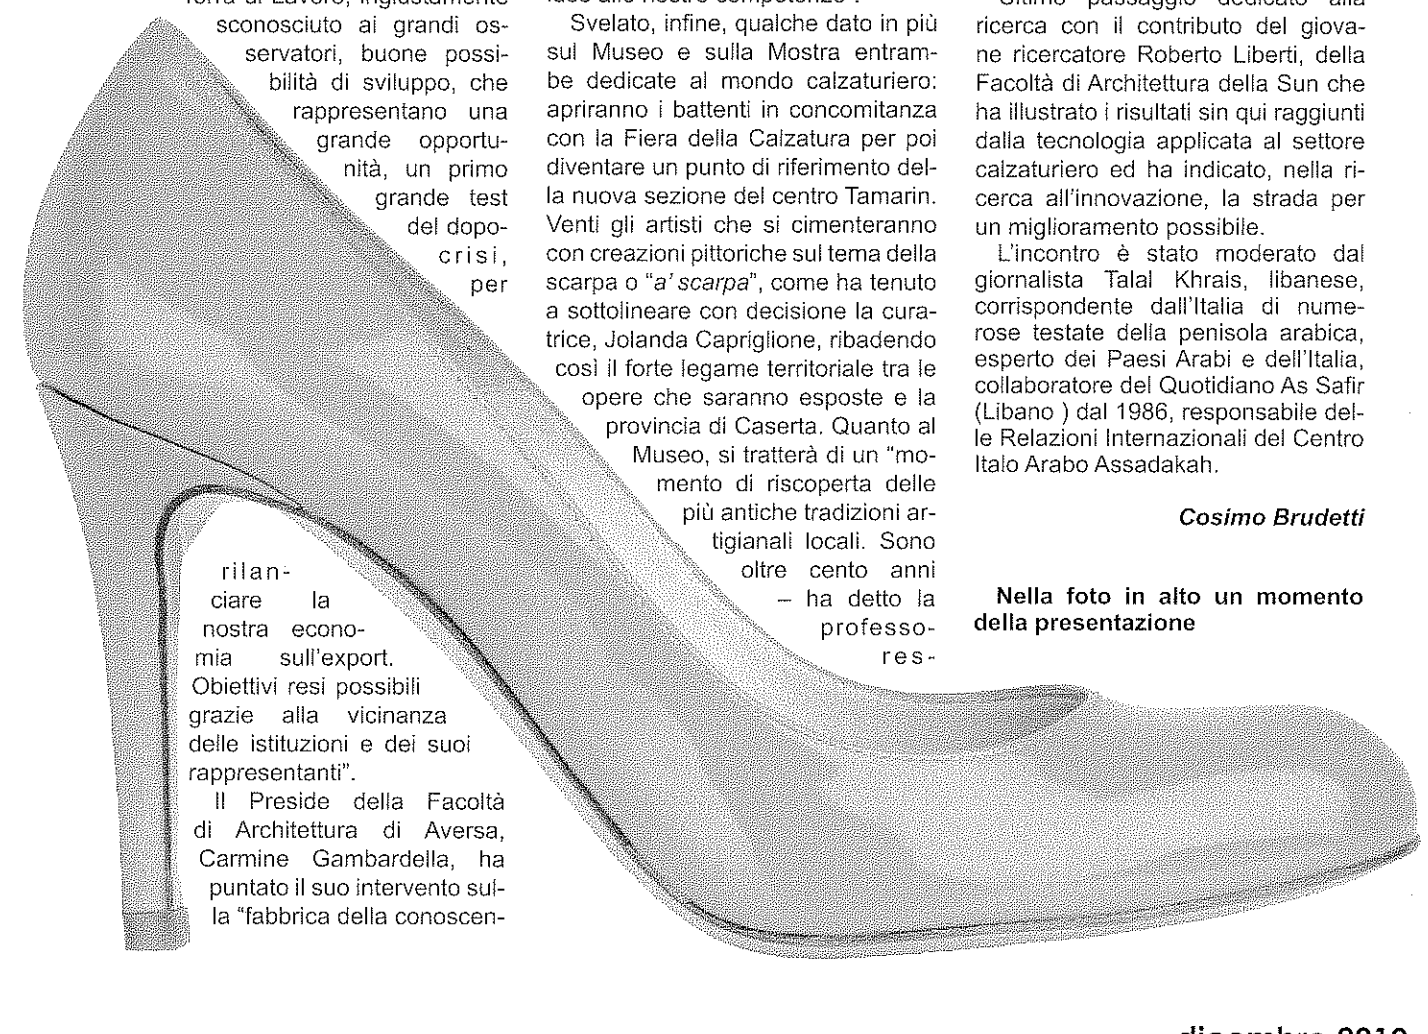 sconosciuto ai grandi os-
servatori, buone possi-
bilità di sviluppo, che
rappresentano una
grande opportu-
nità, un primo
grande test
del dopo-
crisi,
per
rilan-
ciare la
nostra econo-
mia sull'export.
Obiettivi resi possibili
grazie alla vicinanza
delle istituzioni e dei suoi
rappresentanti”.
Il Preside della Facoltà
di Architettura di Aversa,
Carmine Gambardella, ha
puntato il suo intervento sul-
la “fabbrica della conoscen-
Svelato, infine, qualche dato in più
sul Museo e sulla Mostra entram-
be dedicate al mondo calzaturiero:
apriranno i battenti in concomitanza
con la Fiera della Calzatura per poi
diventare un punto di riferimento del-
la nuova sezione del centro Tamarin.
Venti gli artisti che si cimenteranno
con creazioni pittoriche sul tema della
scarpa o “a’ scarpa”, come ha tenuto
a sottolineare con decisione la cura-
trice, Jolanda Capriglione, ribadendo
così il forte legame territoriale tra le
opere che saranno esposte e la
provincia di Caserta. Quanto al
Museo, si tratterà di un “mo-
mento di riscoperta delle
più antiche tradizioni ar-
tigianali locali. Sono
oltre cento anni
– ha detto la
professo-
res-
ricerca con il contributo del giova-
ne ricercatore Roberto Liberti, della
Facoltà di Architettura della Sun che
ha illustrato i risultati sin qui raggiunti
dalla tecnologia applicata al settore
calzaturiero ed ha indicato, nella ri-
cerca all'innovazione, la strada per
un miglioramento possibile.
L'incontro è stato moderato dal
giornalista Talal Khrais, libanese,
corrispondente dall'Italia di nume-
rose testate della penisola arabica,
esperto dei Paesi Arabi e dell'Italia,
collaboratore del Quotidiano As Safir
(Libano ) dal 1986, responsabile del-
le Relazioni Internazionali del Centro
Italo Arabo Assadakah.
Cosimo Brudetti
Nella foto in alto un momento
della presentazione